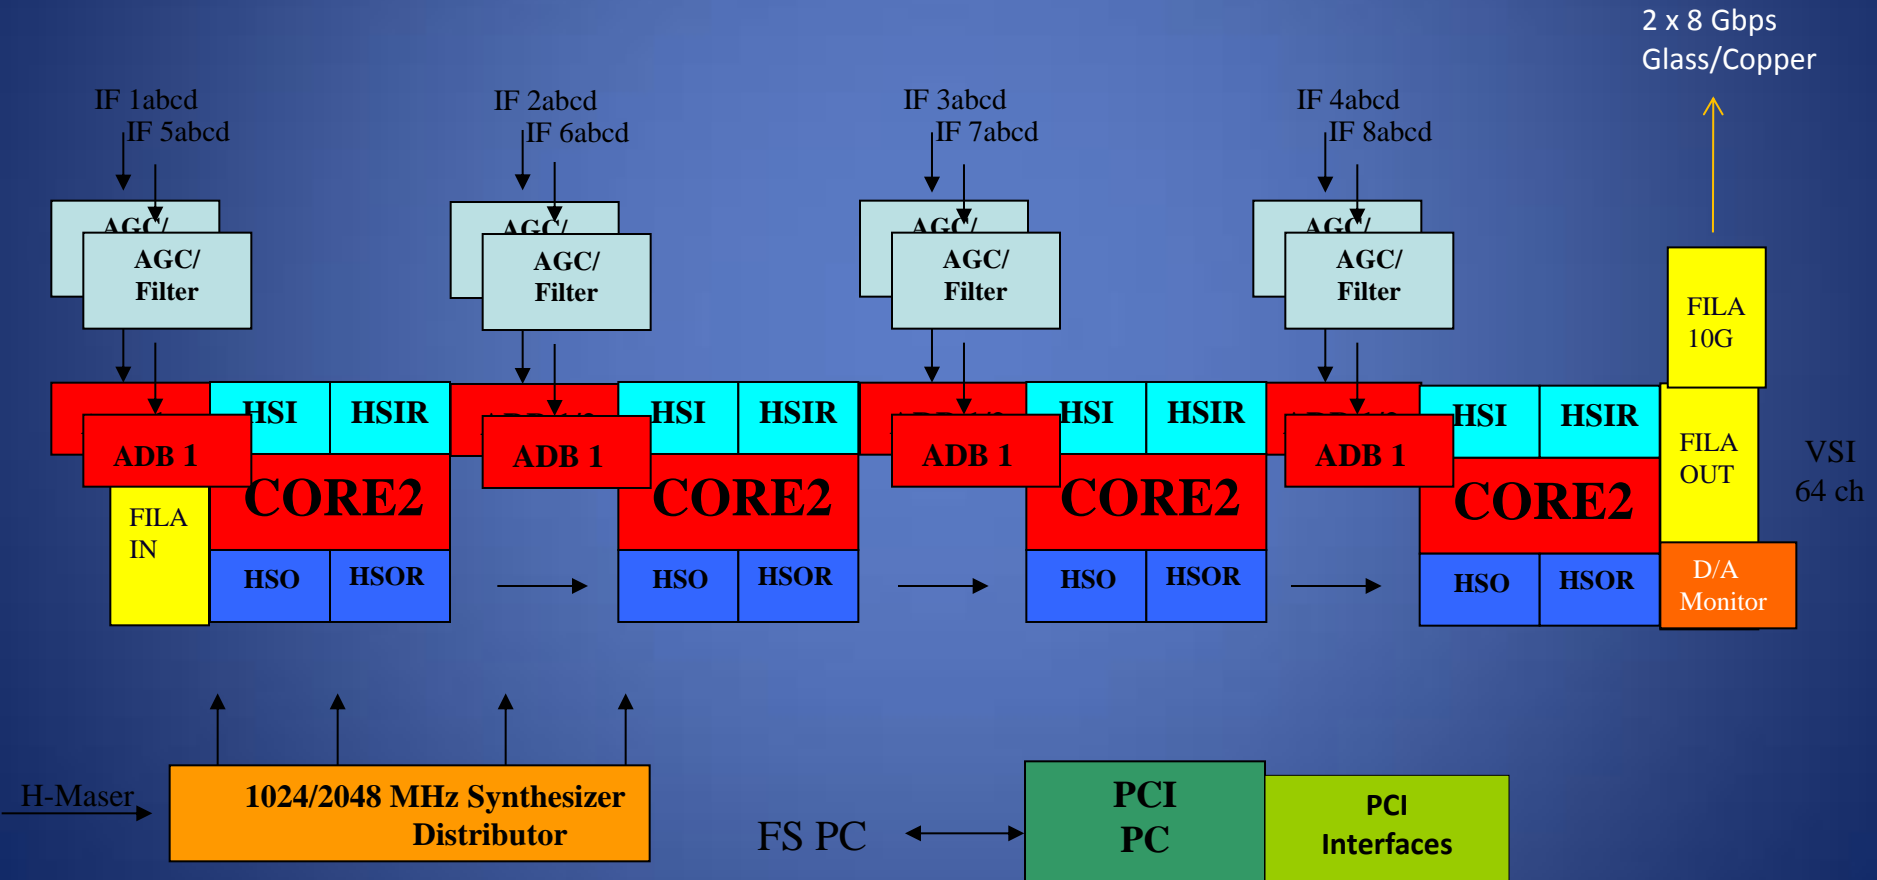 2 x 8 Gbps
Glass/Copper
IF 1abcd
IF 5abcd
IF 2abcd
IF 6abcd
IF 3abcd
IF 7abcd
IF 4abcd
IF 8abcd
AGC/
AGC/
Filter
AGC/
AGC/
Filter
AGC/
AGC/
Filter
AGC/
AGC/
Filter
FILA
10G
ADB 1
HSI
HSIR
ADB 1
HSI
HSIR
ADB 1
HSI
HSIR
ADB 1
HSI
HSIR
FILA
OUT
VSI
64 ch
FILA
IN
CORE2
CORE2
CORE2
CORE2
HSO
HSOR
HSO
HSOR
HSO
HSOR
HSO
HSOR
D/A
Monitor
H-Maser
1024/2048 MHz Synthesizer
Distributor
FS PC
PCI
PC
PCI
Interfaces